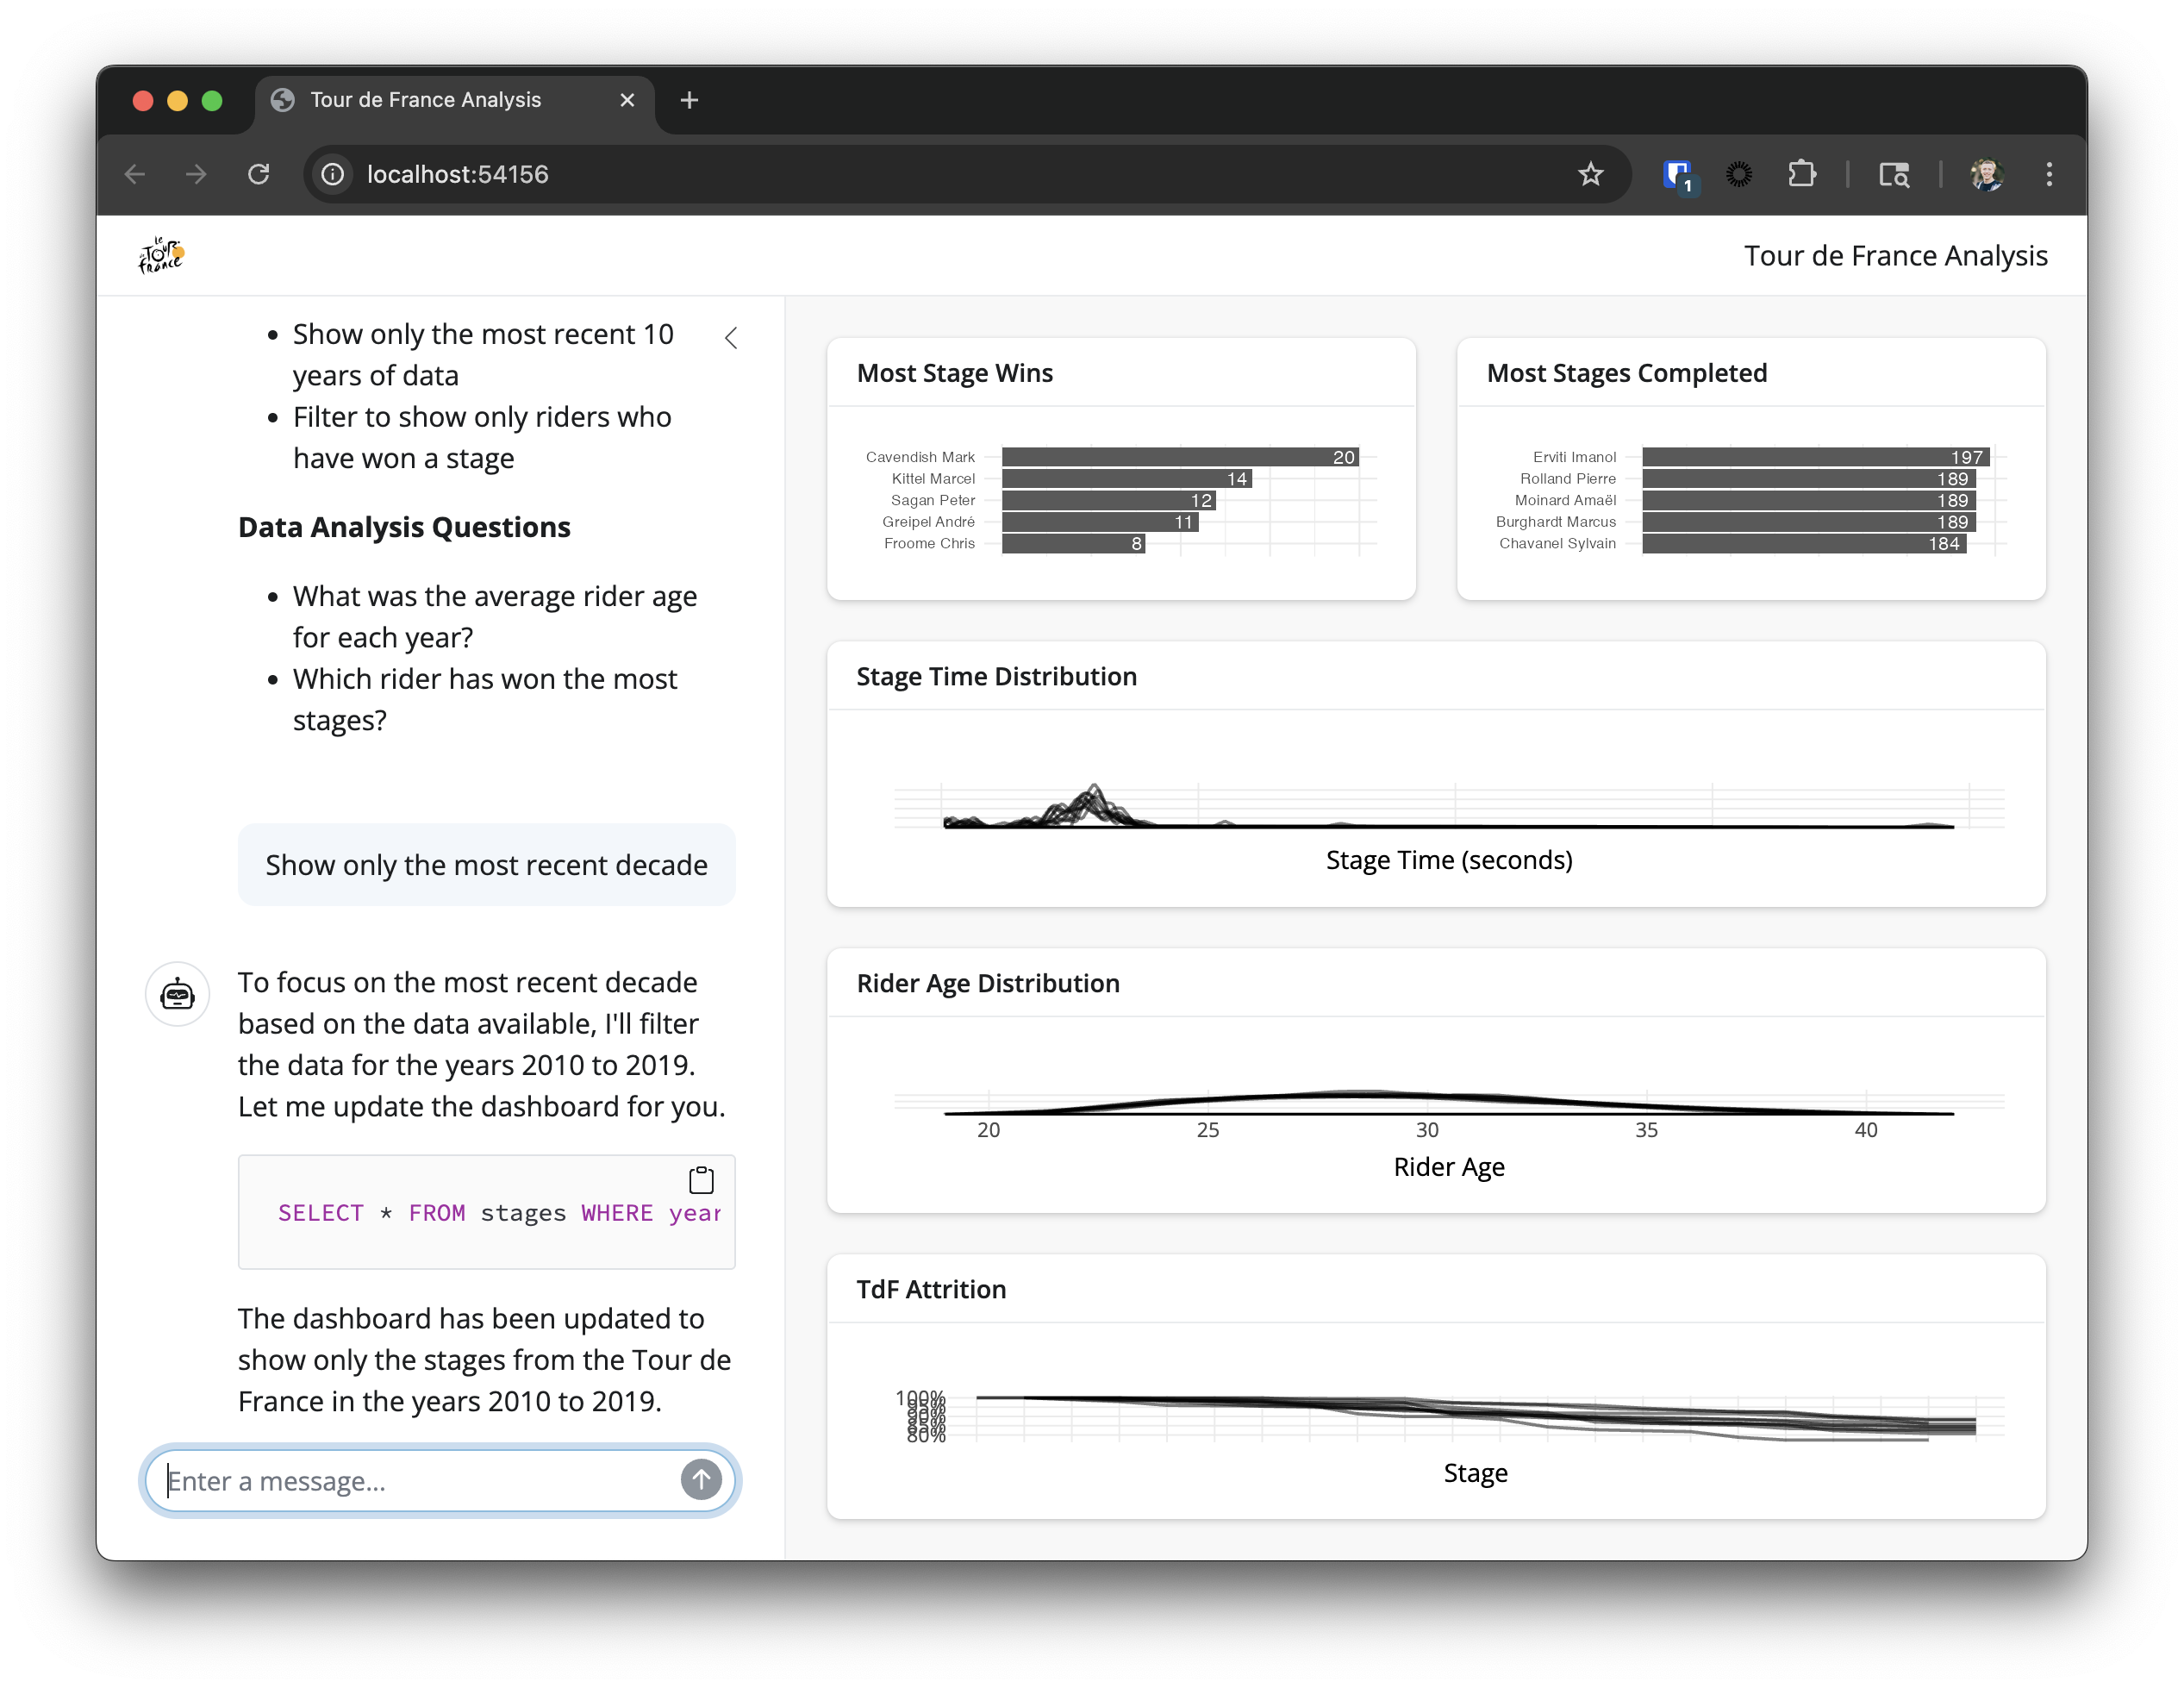 Tour de France Analysis
localhost:54156
1
le
TOUR
de
france
Tour de France Analysis
Show only the most recent 10
years of data
Filter to show only riders who
have won a stage
Data Analysis Questions
What was the average rider age
for each year?
Which rider has won the most
stages?
Show only the most recent decade
To focus on the most recent decade
based on the data available, I'll filter
the data for the years 2010 to 2019.
Let me update the dashboard for you.
SELECT * FROM stages WHERE year
The dashboard has been updated to
show only the stages from the Tour de
France in the years 2010 to 2019.
Enter a message...
Most Stage Wins
Cavendish Mark 20
Kittel Marcel 14
Sagan Peter 12
Greipel André 11
Froome Chris 8
Most Stages Completed
Erviti Imanol 197
Rolland Pierre 189
Moinard Amaël 189
Burghardt Marcus 189
Chavanel Sylvain 184
Stage Time Distribution
Stage Time (seconds)
Rider Age Distribution
20 25 30 35 40
Rider Age
TdF Attrition
100%
95%
90%
85%
80%
Stage